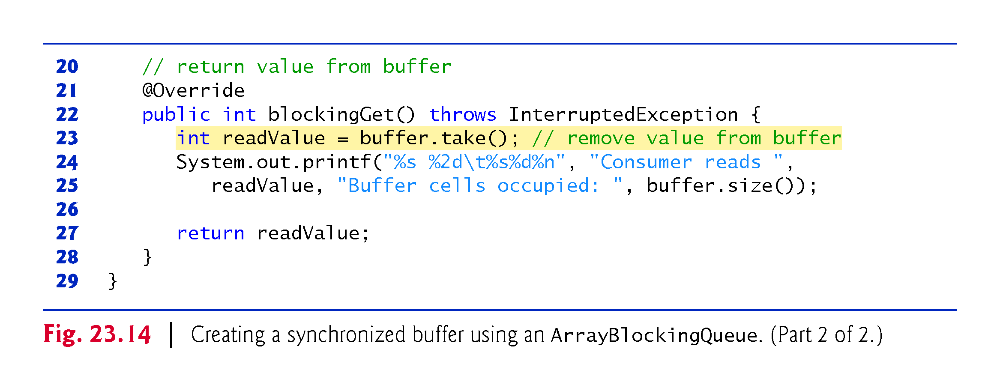 20 // return value from buffer
21 @Override
22 public int blockingGet() throws InterruptedException {
23 int readValue = buffer.take(); // remove value from buffer
24 System.out.printf("%s %2d\t%s%d%n", "Consumer reads ",
25 readValue, "Buffer cells occupied: ", buffer.size());
26
27 return readValue;
28 }
29 }
Fig. 23.14 | Creating a synchronized buffer using an ArrayBlockingQueue. (Part 2 of 2.)